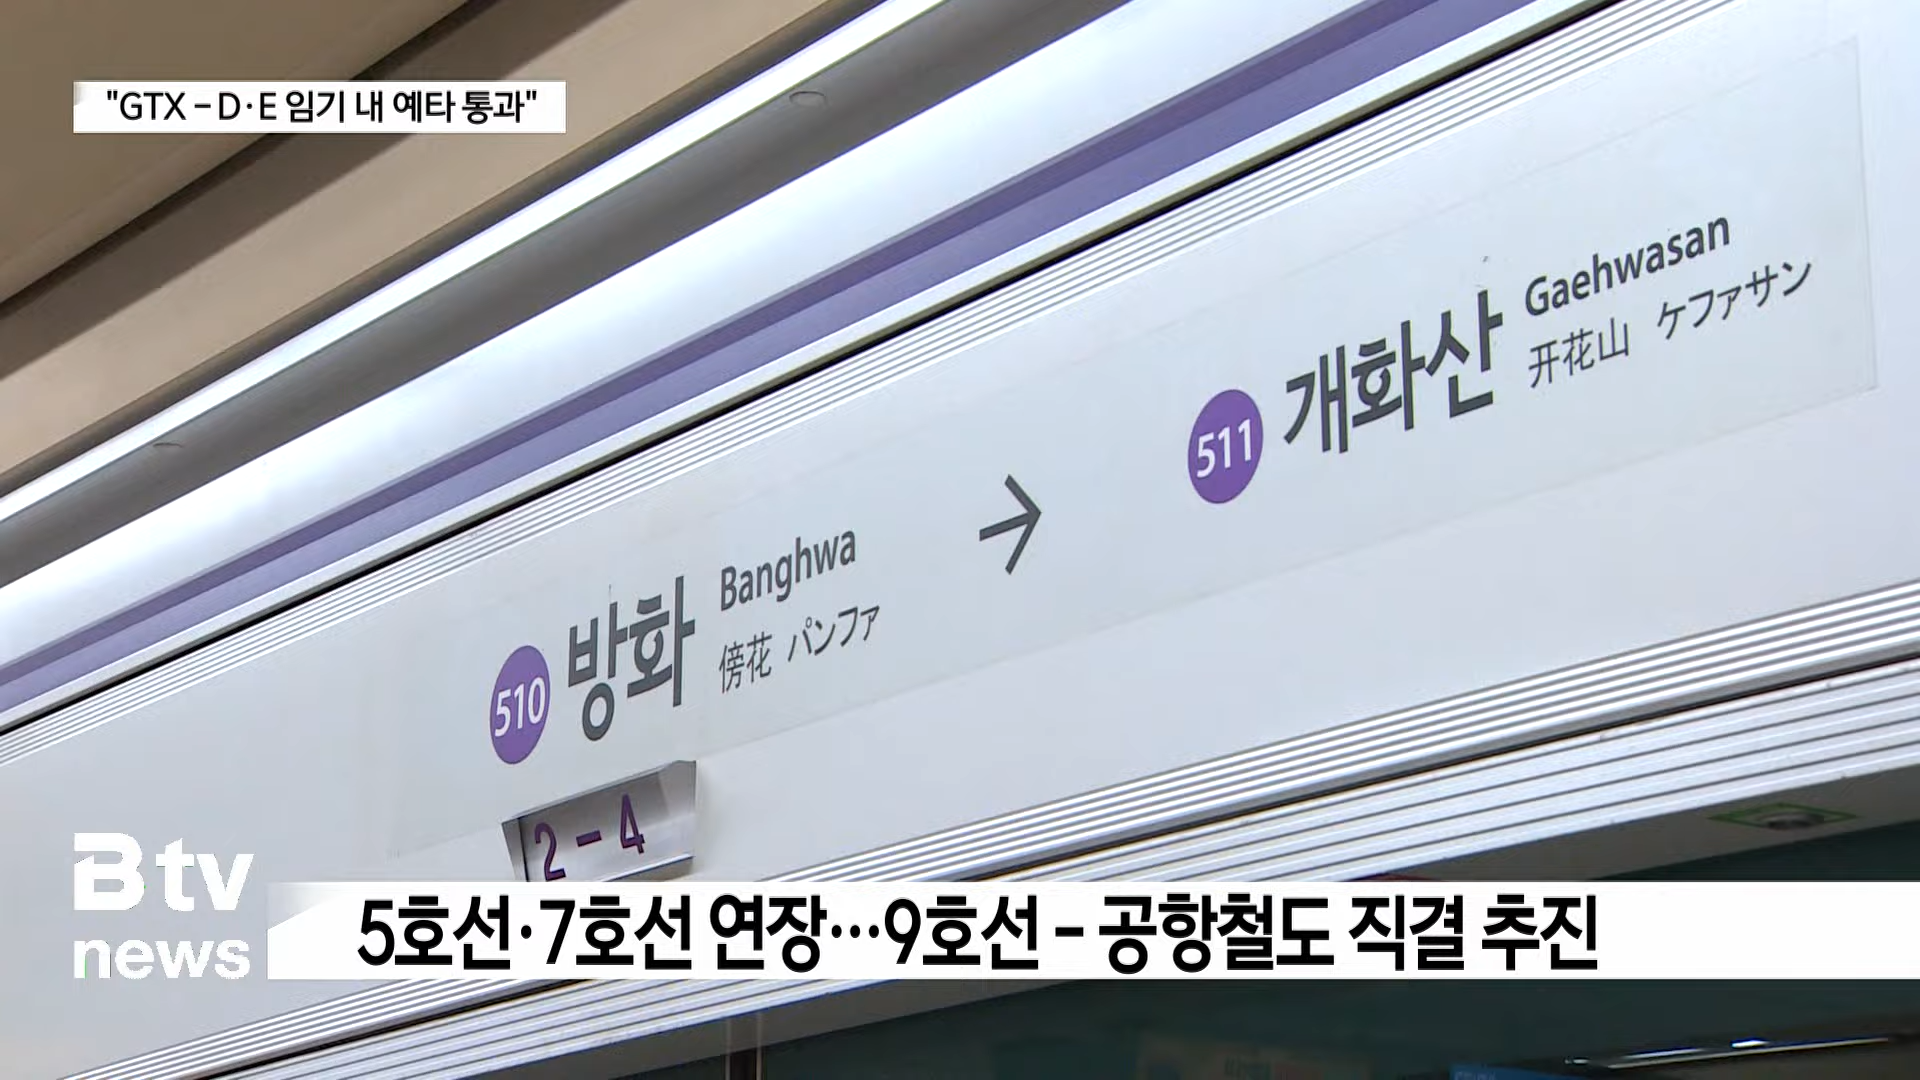 "GTX - D·E 임기 내 예타 통과"
511 개화산 Gaehwasan
开花山 ケファサン
510 방화 Banghwa
傍花 パンファ
→
2-4
B tv
news
5호선·7호선 연장…9호선 - 공항철도 직결 추진